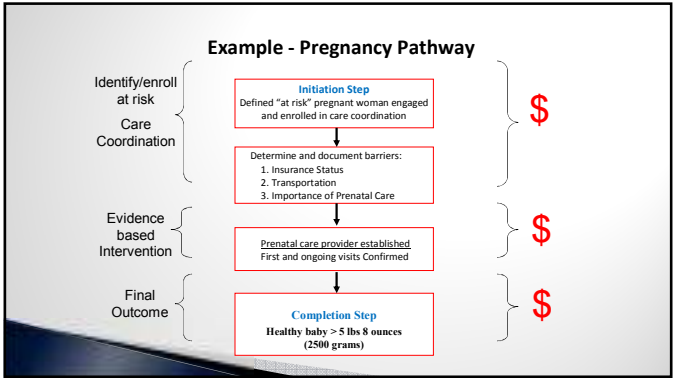 Example - Pregnancy Pathway
Identify/enroll
at risk
Care
Coordination
Initiation Step
Defined "at risk" pregnant woman engaged
and enrolled in care coordination
$
Determine and document barriers:
1. Insurance Status
2. Transportation
3. Importance of Prenatal Care
Evidence
based
Intervention
Prenatal care provider established
First and ongoing visits Confirmed
$
Final
Outcome
Completion Step
Healthy baby > 5 lbs 8 ounces
(2500 grams)
$